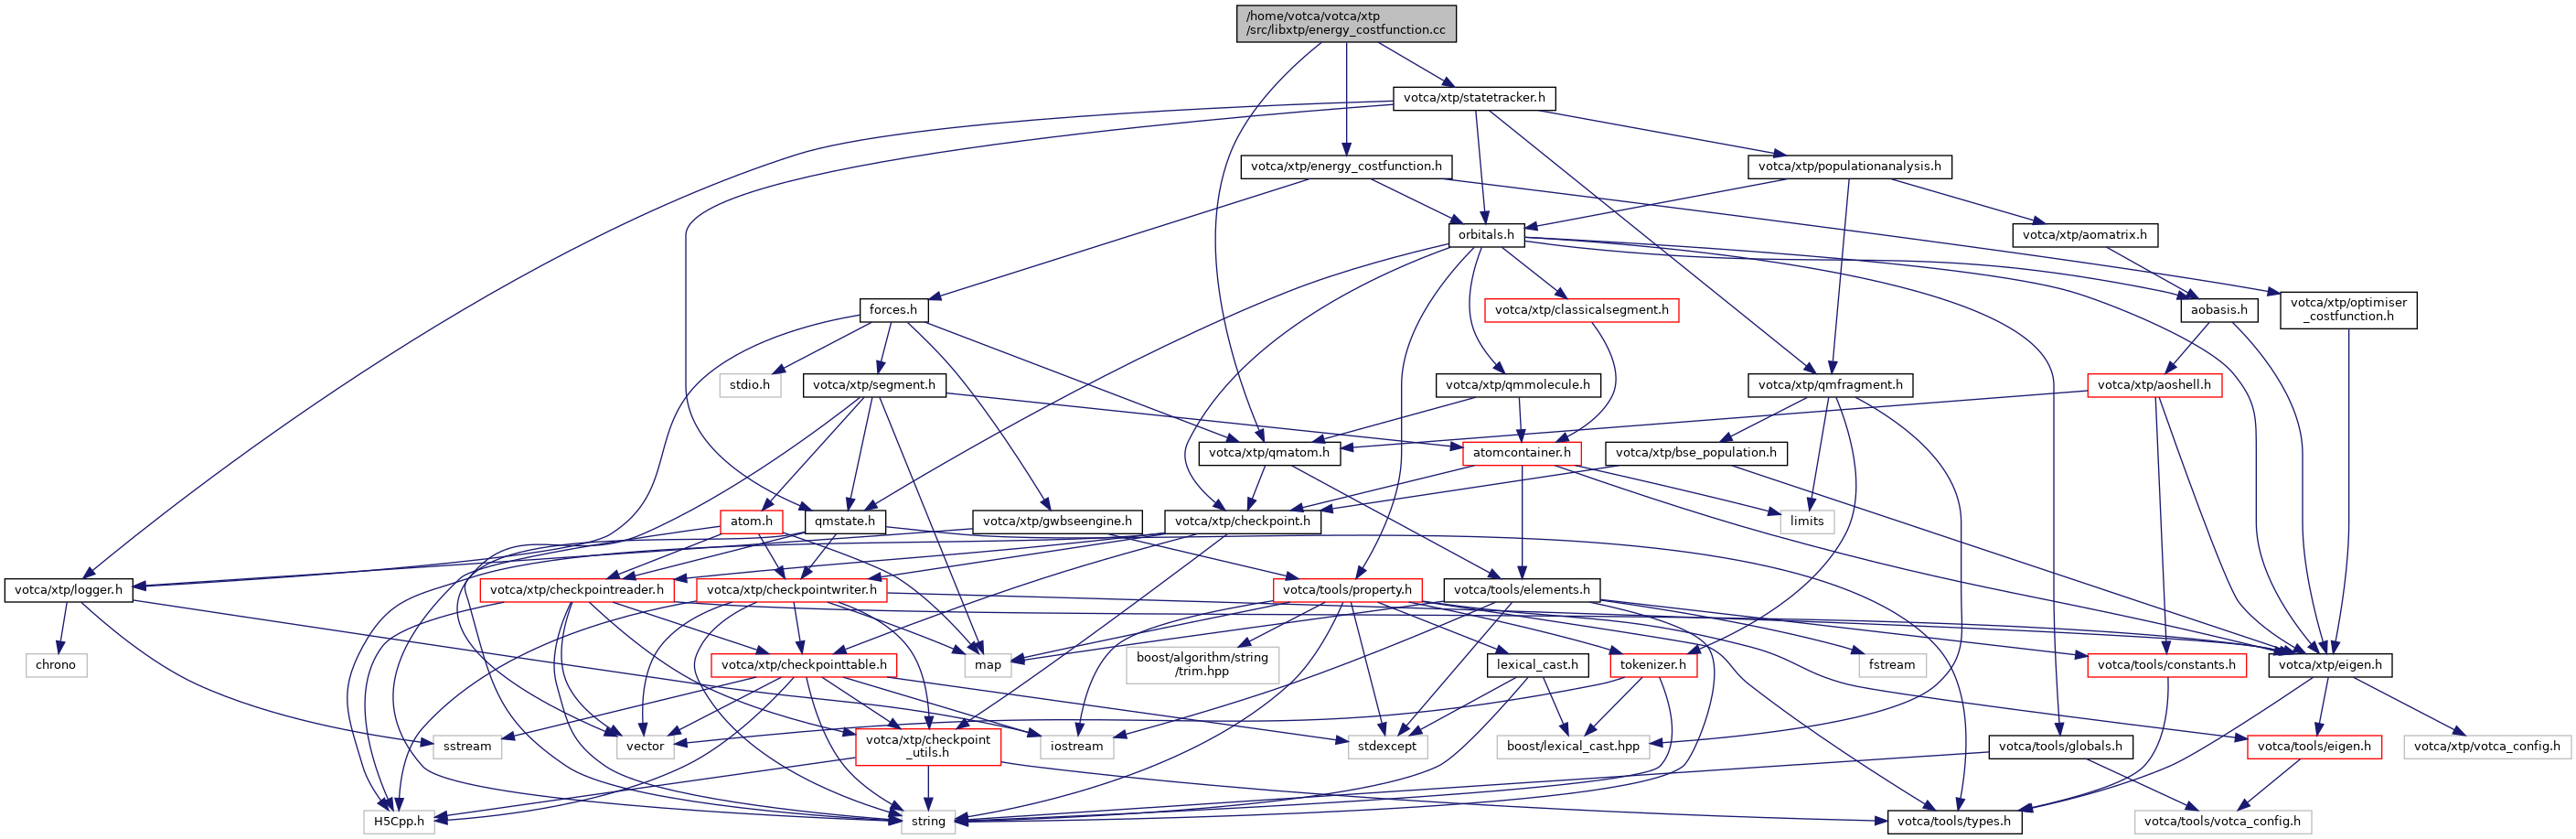 /home/votca/votca/xtp
/src/libxtp/energy_costfunction.cc
votca/xtp/statetracker.h
votca/xtp/energy_costfunction.h
votca/xtp/populationanalysis.h
orbitals.h
votca/xtp/aomatrix.h
forces.h
votca/xtp/classicalsegment.h
aobasis.h
votca/xtp/optimiser
_costfunction.h
stdio.h
votca/xtp/segment.h
votca/xtp/qmmolecule.h
votca/xtp/qmfragment.h
votca/xtp/aoshell.h
votca/xtp/qmatom.h
atomcontainer.h
votca/xtp/bse_population.h
atom.h
qmstate.h
votca/xtp/gwbseengine.h
votca/xtp/checkpoint.h
limits
votca/xtp/logger.h
votca/xtp/checkpointreader.h
votca/xtp/checkpointwriter.h
votca/tools/property.h
votca/tools/elements.h
chrono
votca/xtp/checkpointtable.h
map
boost/algorithm/string
/trim.hpp
lexical_cast.h
tokenizer.h
fstream
votca/tools/constants.h
votca/xtp/eigen.h
sstream
vector
votca/xtp/checkpoint
_utils.h
iostream
stdexcept
boost/lexical_cast.hpp
votca/tools/globals.h
votca/tools/eigen.h
votca/xtp/votca_config.h
H5Cpp.h
string
votca/tools/types.h
votca/tools/votca_config.h